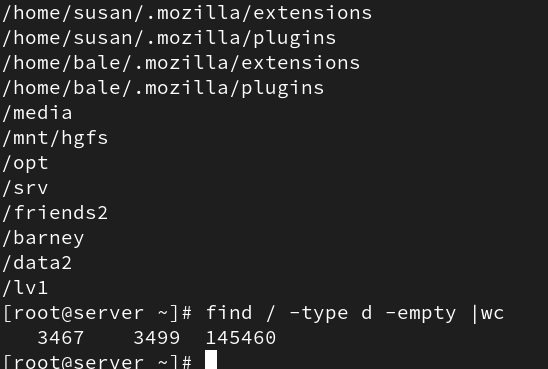 /home/susan/.mozilla/extensions
/home/susan/.mozilla/plugins
/home/bale/.mozilla/extensions
/home/bale/.mozilla/plugins
/media
/mnt/hgfs
/opt
/srv
/friends2
/barney
/data2
/lv1
[root@server ~]# find / -type d -empty |wc
   3467    3499  145460
[root@server ~]#